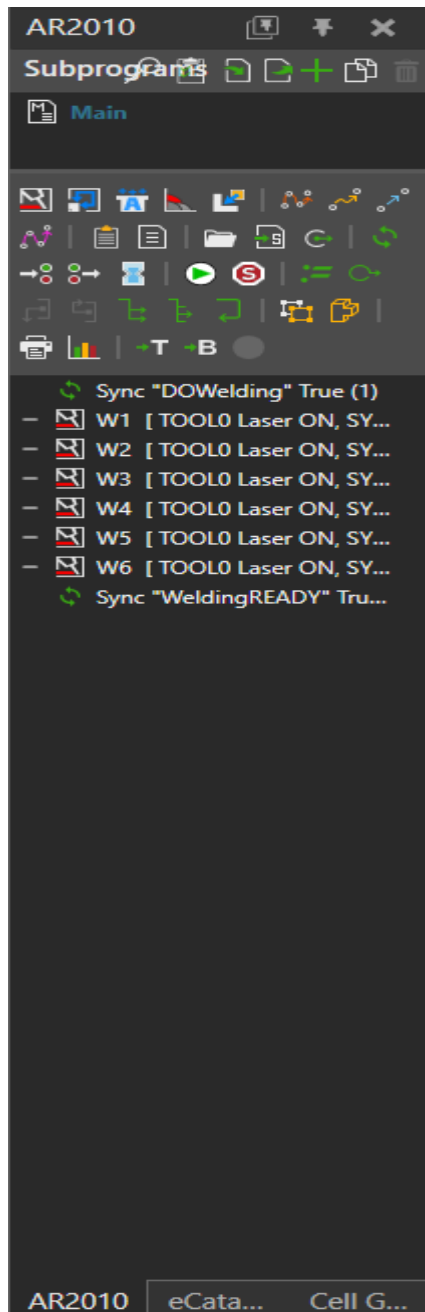 AR2010
Subprograms
Main
T B
Sync "DOWelding" True (1)
W1 [ TOOL0 Laser ON, SY...
W2 [ TOOL0 Laser ON, SY...
W3 [ TOOL0 Laser ON, SY...
W4 [ TOOL0 Laser ON, SY...
W5 [ TOOL0 Laser ON, SY...
W6 [ TOOL0 Laser ON, SY...
Sync "WeldingREADY" Tru...
AR2010 eCata... Cell G...